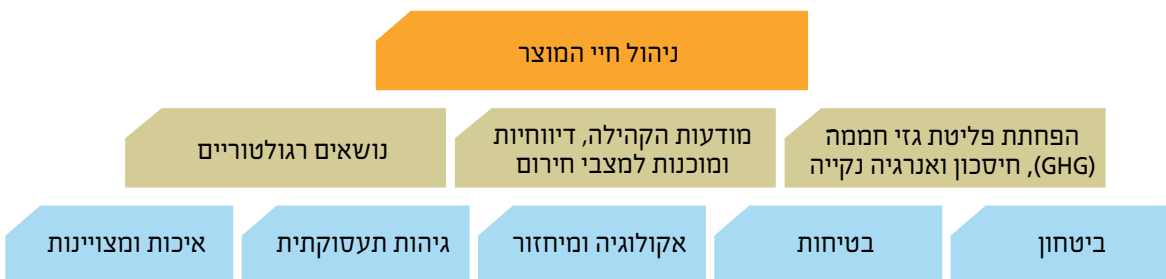 ניהול חיי המוצר
הפחתת פליטת גזי חממה
(GHG), חיסכון ואנרגיה נקייה
מודעות הקהילה, דיווחיות
ומוכנות למצבי חירום
נושאים רגולטוריים
ביטחון
בטיחות
אקולוגיה ומיחזור
גיהות תעסוקתית
איכות ומצויינות